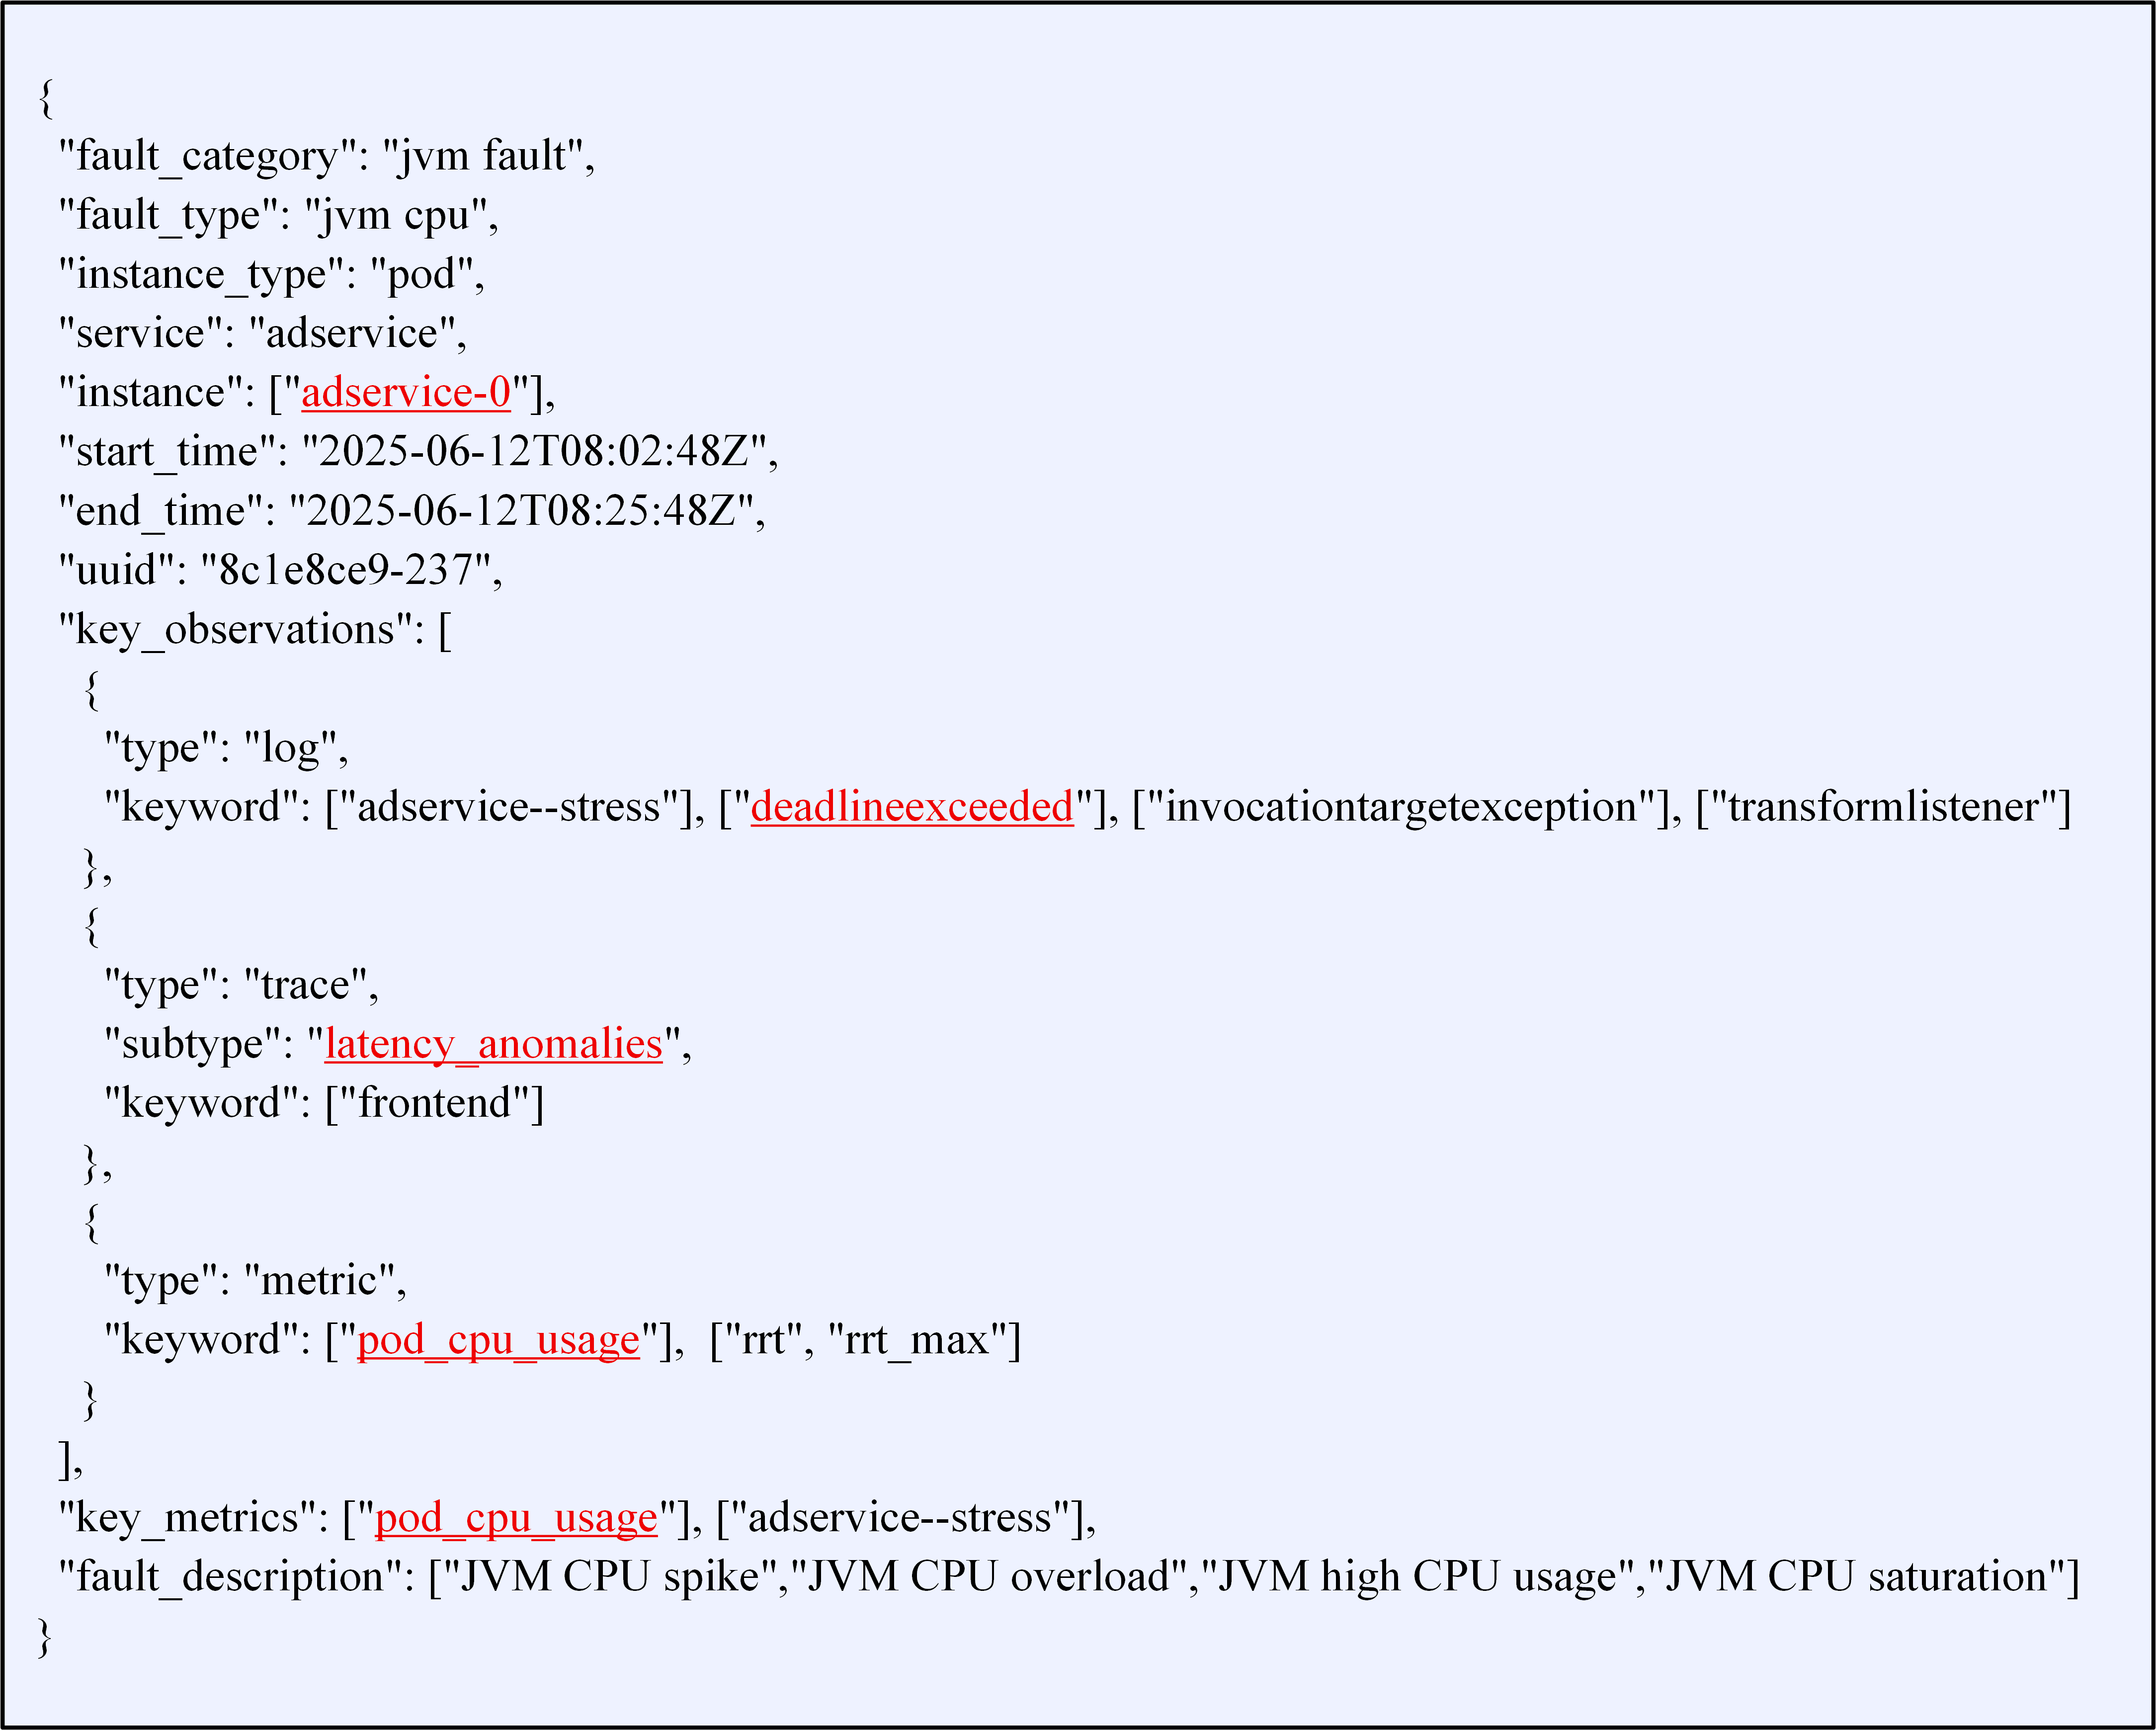 {
"fault_category": "jvm fault",
"fault_type": "jvm cpu",
"instance_type": "pod",
"service": "adservice",
"instance": ["adservice-0"],
"start_time": "2025-06-12T08:02:48Z",
"end_time": "2025-06-12T08:25:48Z",
"uuid": "8c1e8ce9-237",
"key_observations": [
{
"type": "log",
"keyword": ["adservice--stress"], ["deadlineexceeded"], ["invocationtargetexception"], ["transformlistener"]
},
{
"type": "trace",
"subtype": "latency_anomalies",
"keyword": ["frontend"]
},
{
"type": "metric",
"keyword": ["pod_cpu_usage"], ["rrt", "rrt_max"]
}
],
"key_metrics": ["pod_cpu_usage"], ["adservice--stress"],
"fault_description": ["JVM CPU spike","JVM CPU overload","JVM high CPU usage","JVM CPU saturation"]
}